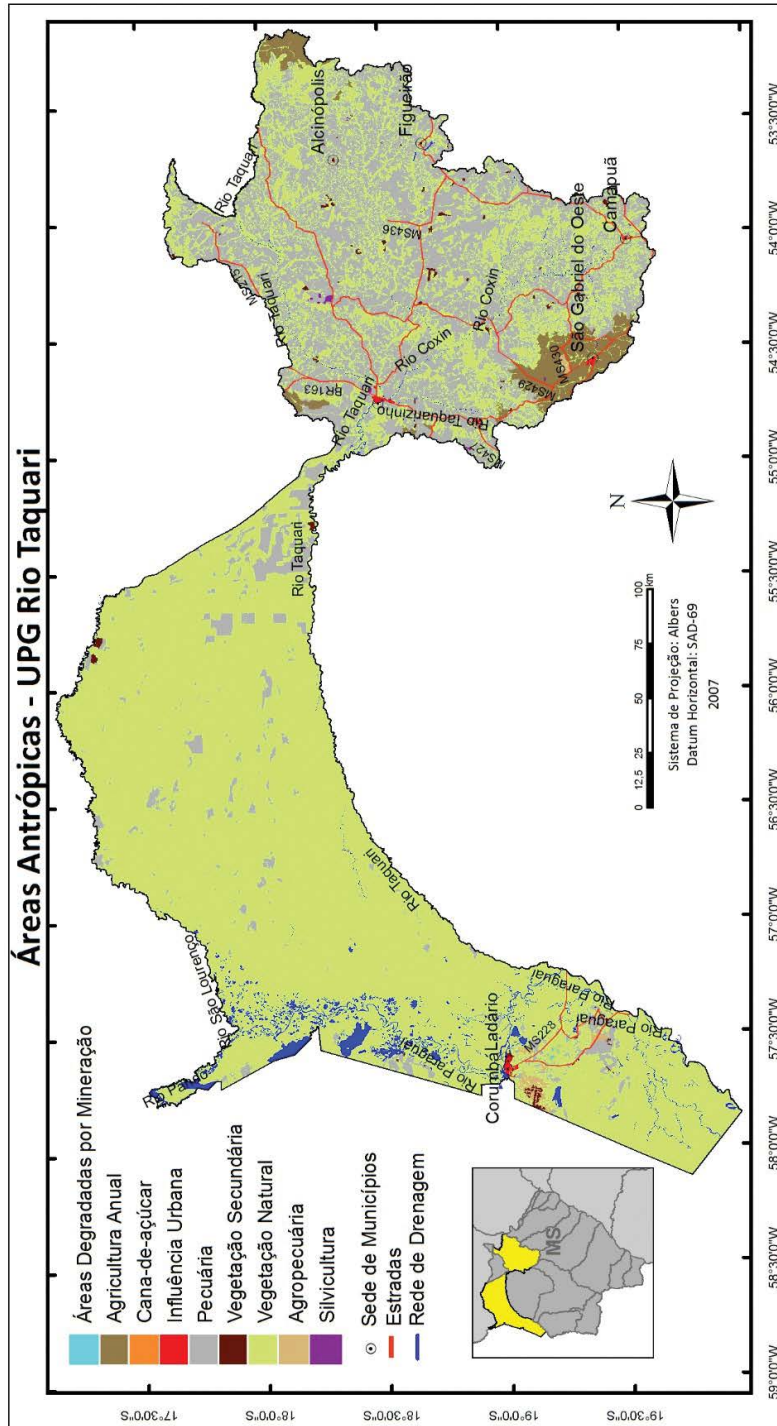 Áreas Antrópicas - UPG Rio Taquari
Áreas Degradadas por Mineração
Agricultura Anual
Cana-de-açúcar
Influência Urbana
Pecuária
Vegetação Secundária
Vegetação Natural
Agropecuária
Silvicultura
Sede de Municípios
Estradas
Rede de Drenagem
Rio São Lourenço
Rio Paraguai
Corumbá
Ladário
MS228
Rio Paraguai
Rio Paraguai
Rio Paraguai
Rio Taquari
Rio Taquari
Rio Taquari
Rio Taquari
Rio Taquari
BR163
MS215
Alcinópolis
Figueirão
MS436
Rio Coxin
Rio Coxin
Rio Taquarizinho
MS421
MS429
MS430
São Gabriel do Oeste
Camapuã
MS
N
0 12.5 25 50 75 100
km
Sistema de Projeção: Albers
Datum Horizontal: SAD-69
2007
17°30'0"S
18°0'0"S
18°30'0"S
19°0'0"S
19°30'0"S
59°0'0"W
58°30'0"W
58°0'0"W
57°30'0"W
57°0'0"W
56°30'0"W
56°0'0"W
55°30'0"W
55°0'0"W
54°30'0"W
54°0'0"W
53°30'0"W